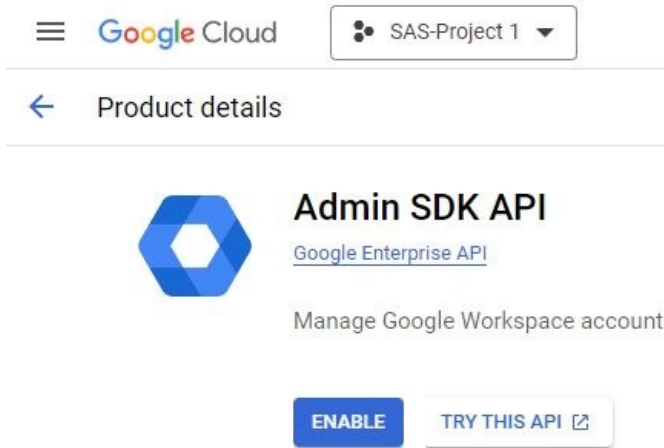 Google Cloud SAS-Project 1
Product details
Admin SDK API
Google Enterprise API
Manage Google Workspace account
ENABLE TRY THIS API